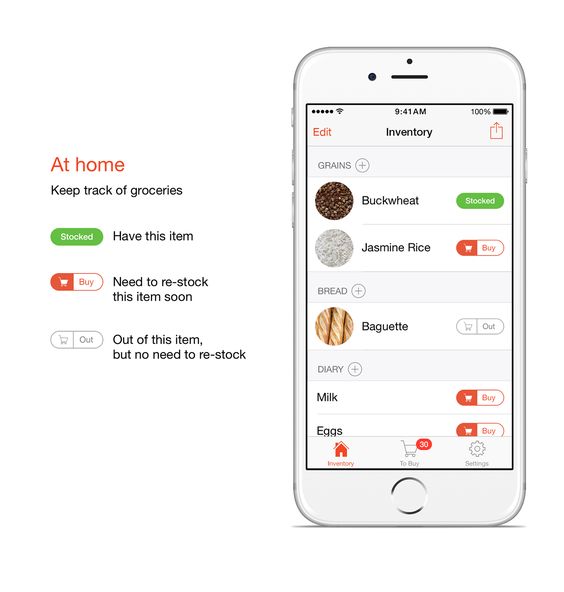 At home
Keep track of groceries
Stocked
Have this item
Buy
Need to re-stock
this item soon
Out
Out of this item,
but no need to re-stock
9:41 AM
100%
Edit
Inventory
GRAINS
Buckwheat
Stocked
Jasmine Rice
Buy
BREAD
Baguette
Out
DIARY
Milk
Buy
Eggs
Buy
30
Inventory
To Buy
Settings